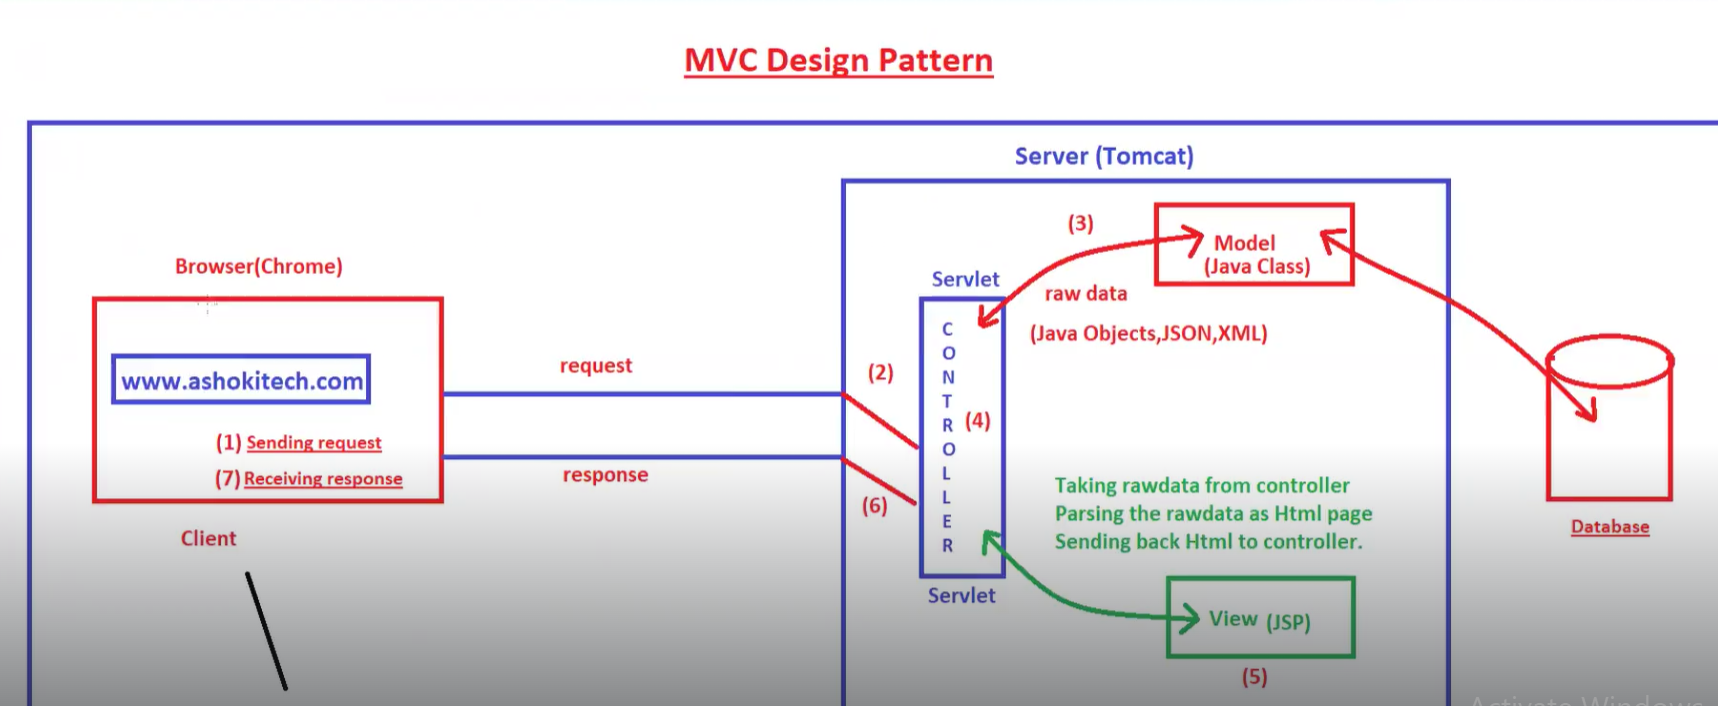 MVC Design Pattern
Server (Tomcat)
(3)
Model
(Java Class)
Browser(Chrome)
Servlet
raw data
(Java Objects,JSON,XML)
C
O
N
T
R
O
L
L
E
R
(4)
request
(2)
www.ashokitech.com
(1) Sending request
(7) Receiving response
response
(6)
Taking rawdata from controller
Parsing the rawdata as Html page
Sending back Html to controller.
Database
Client
Servlet
View (JSP)
(5)
Activate Windows